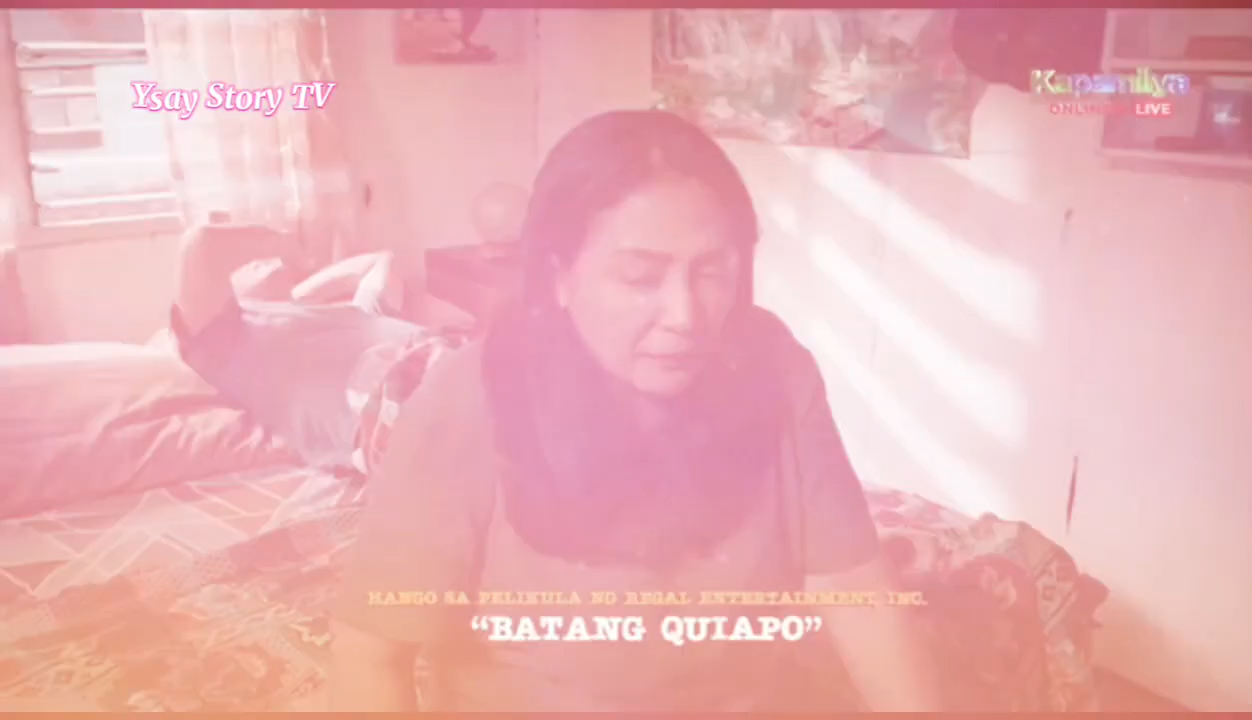 Ysay Story TV
Kapamilya
ONLINE LIVE
HANGO SA PELIKULA NG REGAL ENTERTAINMENT, INC.
“BATANG QUIAPO”